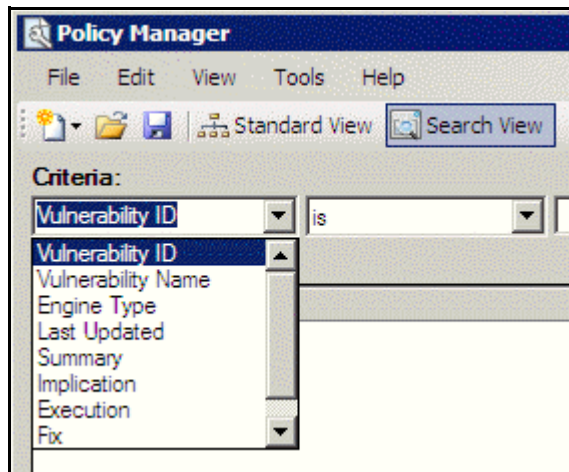 Policy Manager
File Edit View Tools Help
Standard View Search View
Criteria:
Vulnerability ID is
Vulnerability ID
Vulnerability Name
Engine Type
Last Updated
Summary
Implication
Execution
Fix